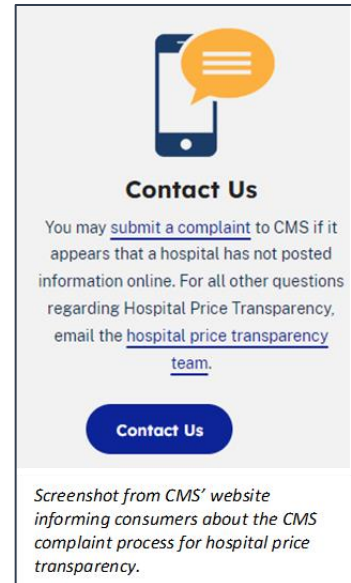 Contact Us
You may submit a complaint to CMS if it
appears that a hospital has not posted
information online. For all other questions
regarding Hospital Price Transparency,
email the hospital price transparency
team.
Contact Us
Screenshot from CMS’ website
informing consumers about the CMS
complaint process for hospital price
transparency.